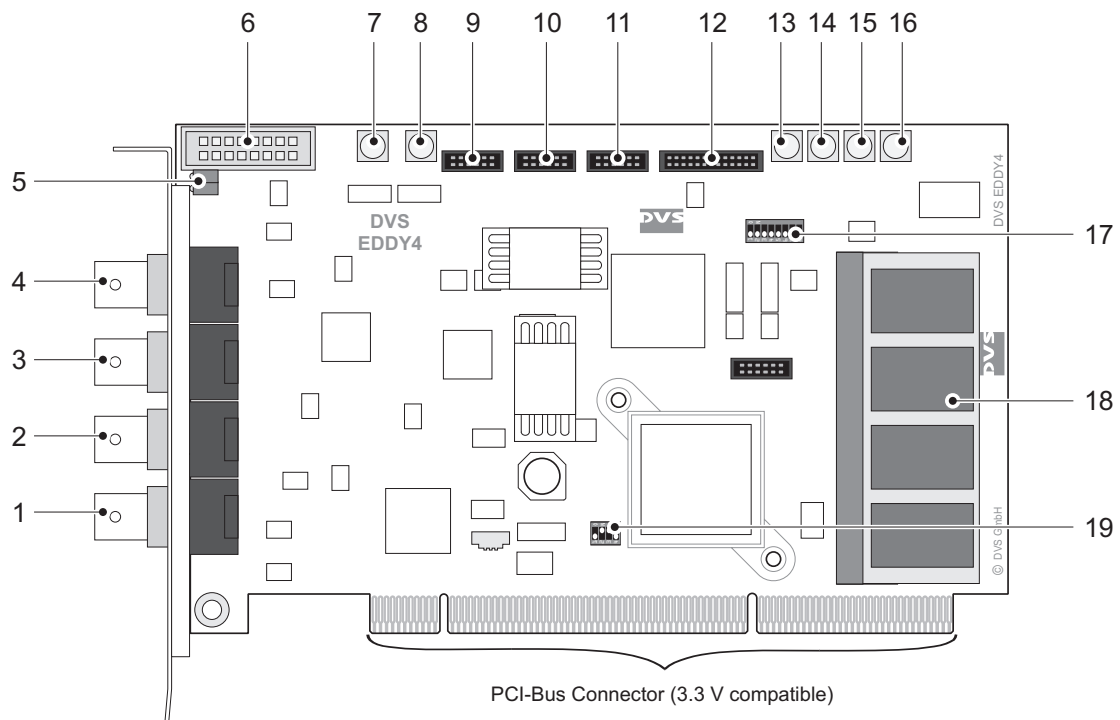 6 7 8 9 10 11 12 13 14 15 16
5
DVS
EDDY4
DVS
DVS EDDY4
17
4
3
DVS
18
2
1
19
© DVS GmbH
PCI-Bus Connector (3.3 V compatible)